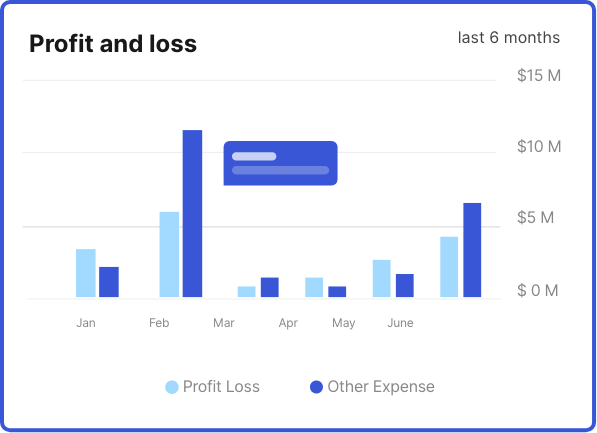 Profit and loss
last 6 months
$15 M
$10 M
$5 M
$ 0 M
Jan Feb Mar Apr May June
Profit Loss Other Expense